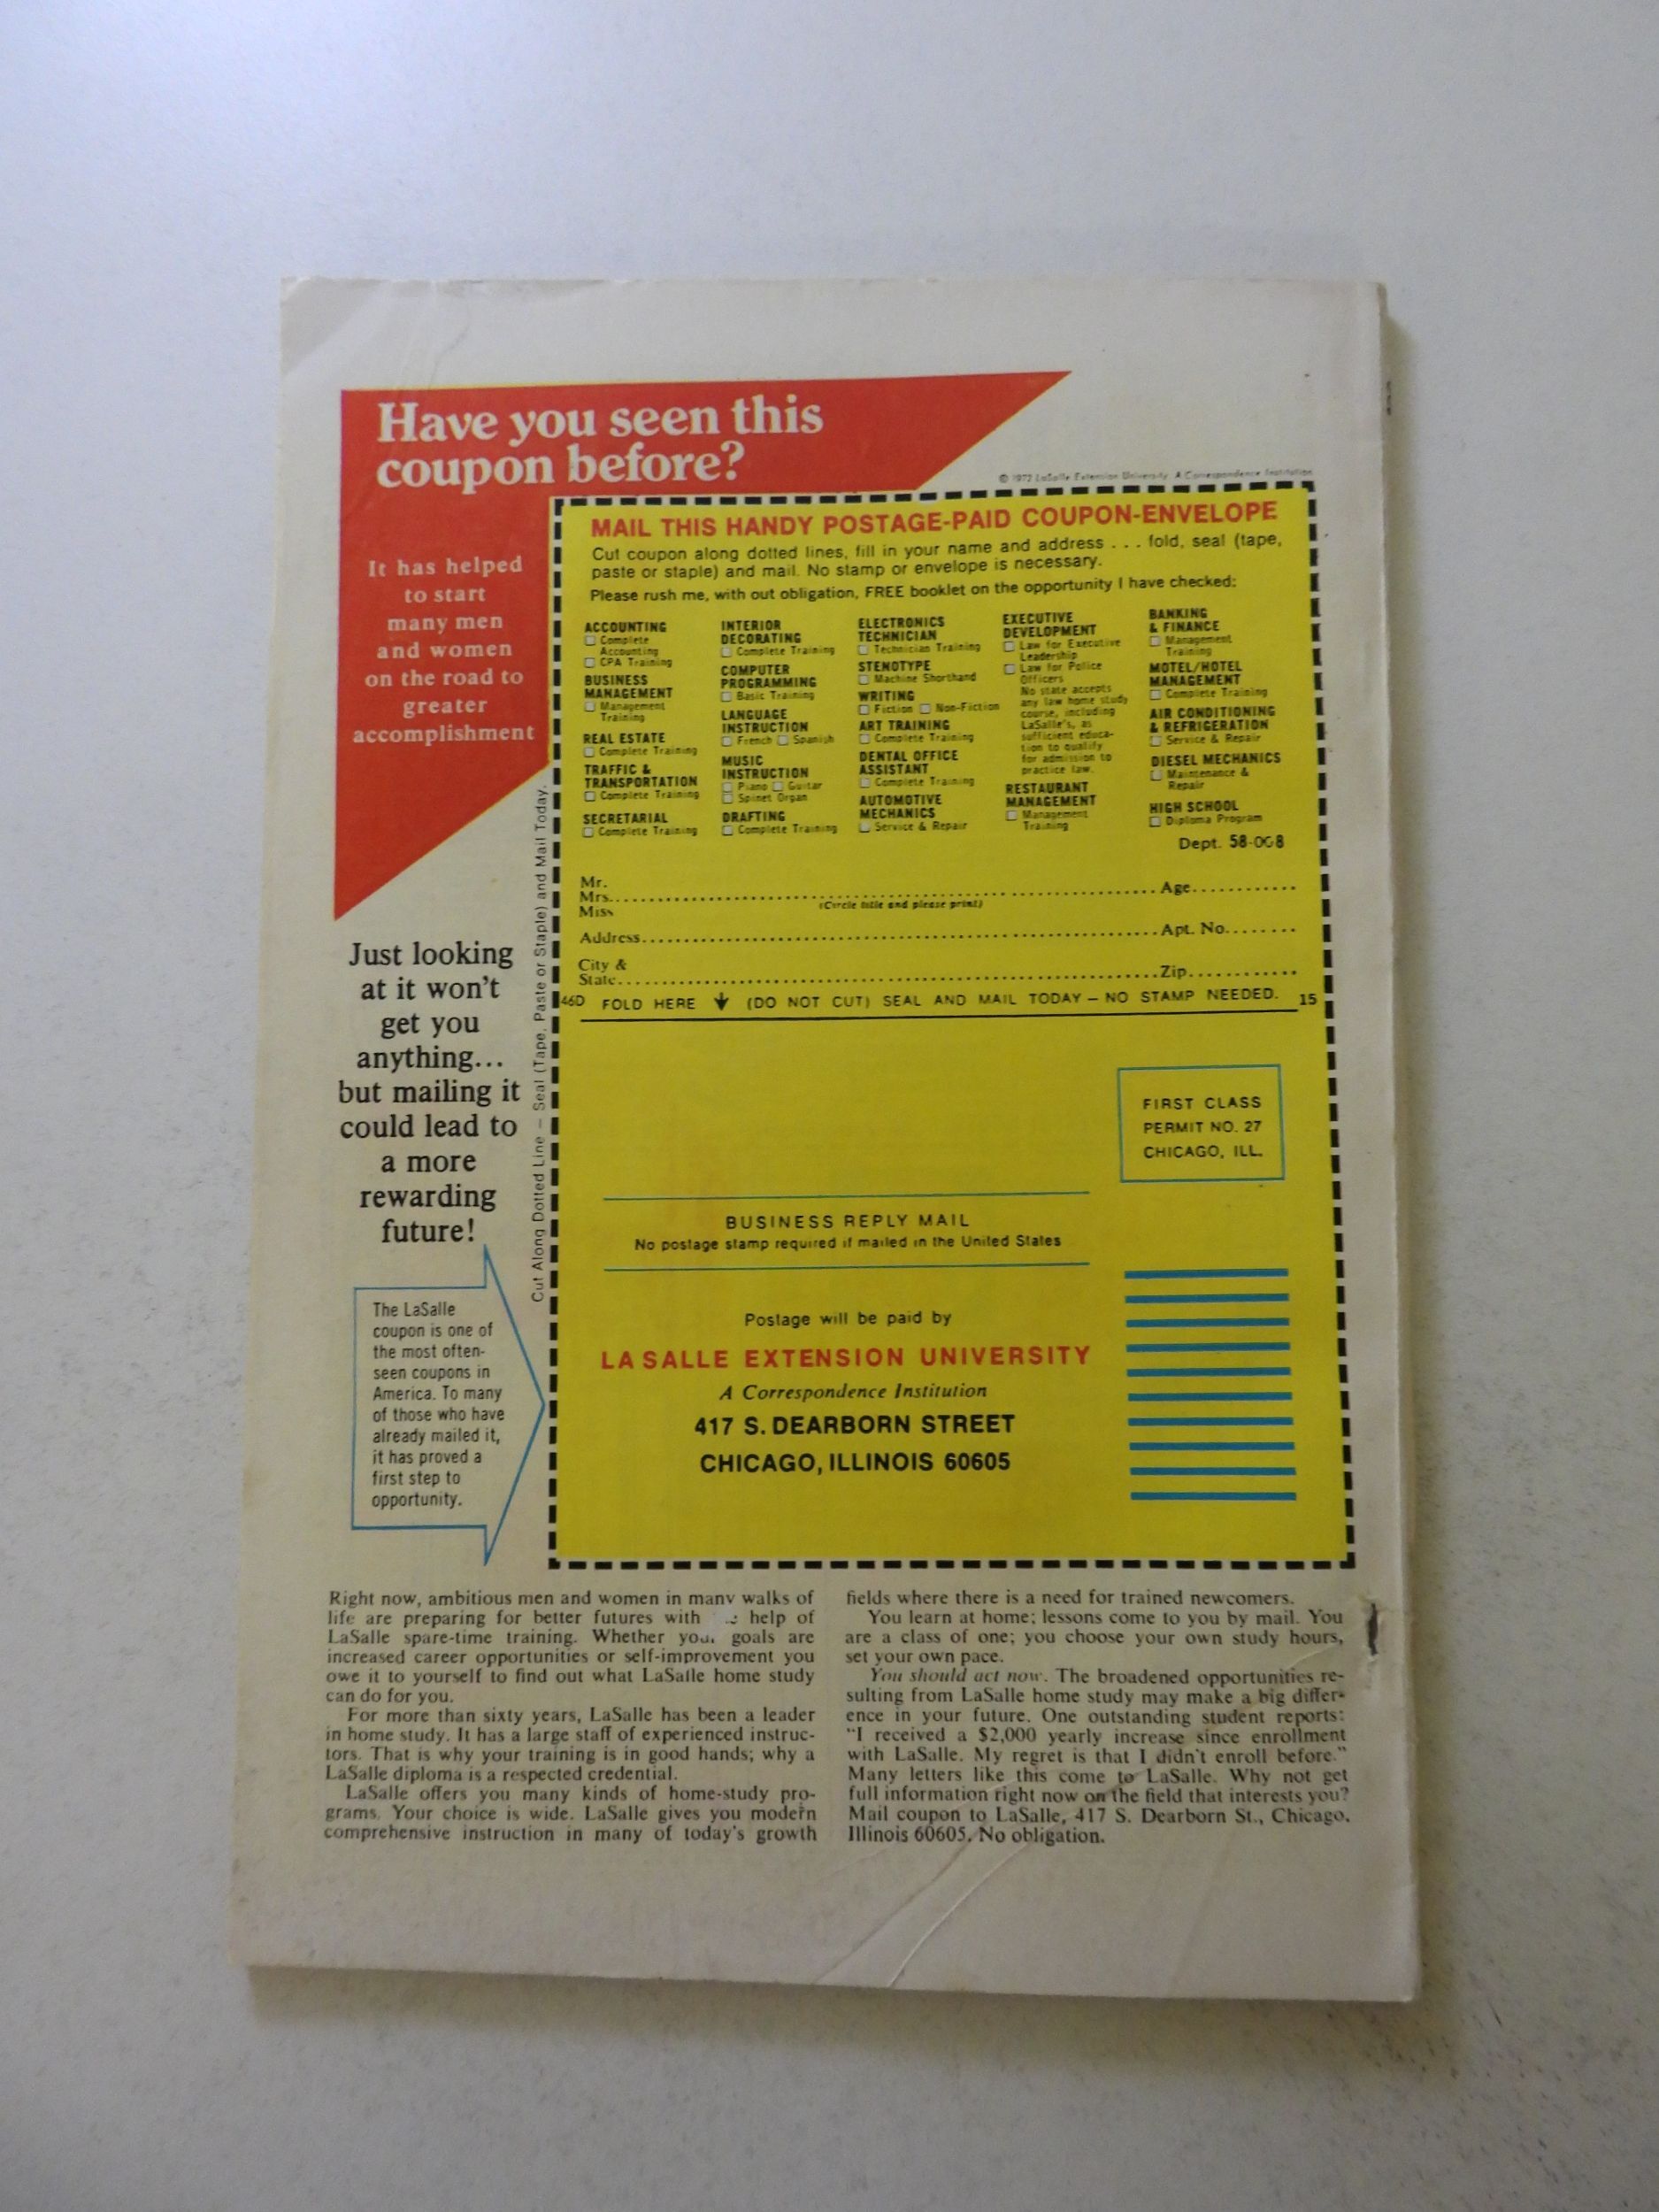 Have you seen this
coupon before?
It has helped
to start
many men
and women
on the road to
greater
accomplishment
© 1972 LaSalle Extension University. A Correspondence Institution
MAIL THIS HANDY POSTAGE-PAID COUPON-ENVELOPE
Cut coupon along dotted lines, fill in your name and address . . . fold, seal (tape,
paste or staple) and mail. No stamp or envelope is necessary.
Please rush me, with out obligation, FREE booklet on the opportunity I have checked:
ACCOUNTING
Complete
Accounting
CPA Training
BUSINESS
MANAGEMENT
Management
Training
REAL ESTATE
Complete Training
TRAFFIC &
TRANSPORTATION
Complete Training
SECRETARIAL
Complete Training
INTERIOR
DECORATING
Complete Training
COMPUTER
PROGRAMMING
Basic Training
LANGUAGE
INSTRUCTION
French Spanish
MUSIC
INSTRUCTION
Piano Guitar
Spinet Organ
DRAFTING
Complete Training
ELECTRONICS
TECHNICIAN
Technician Training
STENOTYPE
Machine Shorthand
WRITING
Fiction Non-Fiction
ART TRAINING
Complete Training
DENTAL OFFICE
ASSISTANT
Complete Training
AUTOMOTIVE
MECHANICS
Service & Repair
EXECUTIVE
DEVELOPMENT
Law for Executive
Leadership
Law for Police
Officers
No state accepts
any law home study
course, including
LaSalle's, as
sufficient educa-
tion to qualify
for admission to
practice law.
RESTAURANT
MANAGEMENT
Management
Training
BANKING
& FINANCE
Management
Training
MOTEL/HOTEL
MANAGEMENT
Complete Training
AIR CONDITIONING
& REFRIGERATION
Service & Repair
DIESEL MECHANICS
Maintenance &
Repair
HIGH SCHOOL
Diploma Program
Dept. 58-008
Mr.
Mrs. Age
Miss
(Circle title and please print)
Address Apt. No.
City &
State Zip
46D FOLD HERE (DO NOT CUT) SEAL AND MAIL TODAY – NO STAMP NEEDED. 15
Cut Along Dotted Line – Seal (Tape, Paste or Staple) and Mail Today.
Just looking
at it won't
get you
anything...
but mailing it
could lead to
a more
rewarding
future!
The LaSalle
coupon is one of
the most often-
seen coupons in
America. To many
of those who have
already mailed it,
it has proved a
first step to
opportunity.
FIRST CLASS
PERMIT NO. 27
CHICAGO, ILL.
BUSINESS REPLY MAIL
No postage stamp required if mailed in the United States
Postage will be paid by
LA SALLE EXTENSION UNIVERSITY
A Correspondence Institution
417 S. DEARBORN STREET
CHICAGO, ILLINOIS 60605
Right now, ambitious men and women in many walks of
life are preparing for better futures with help of
LaSalle spare-time training. Whether your goals are
increased career opportunities or self-improvement you
owe it to yourself to find out what LaSalle home study
can do for you.
For more than sixty years, LaSalle has been a leader
in home study. It has a large staff of experienced instruc-
tors. That is why your training is in good hands; why a
LaSalle diploma is a respected credential.
LaSalle offers you many kinds of home-study pro-
grams. Your choice is wide. LaSalle gives you modern
comprehensive instruction in many of today's growth
fields where there is a need for trained newcomers.
You learn at home; lessons come to you by mail. You
are a class of one; you choose your own study hours,
set your own pace.
You should act now. The broadened opportunities re-
sulting from LaSalle home study may make a big differ-
ence in your future. One outstanding student reports:
"I received a $2,000 yearly increase since enrollment
with LaSalle. My regret is that I didn't enroll before."
Many letters like this come to LaSalle. Why not get
full information right now on the field that interests you?
Mail coupon to LaSalle, 417 S. Dearborn St., Chicago,
Illinois 60605. No obligation.